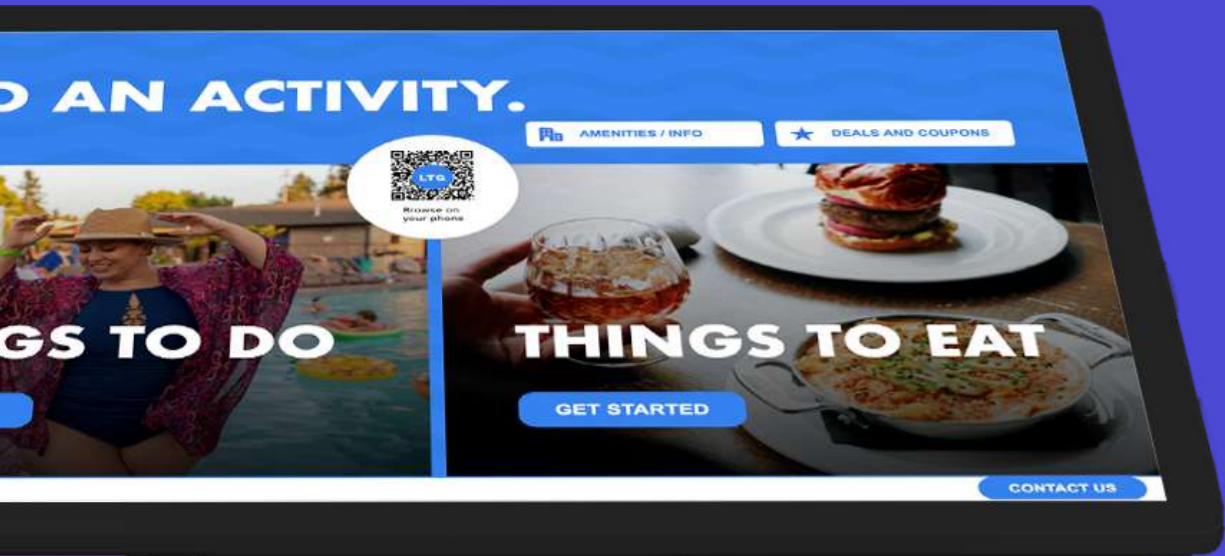 D AN ACTIVITY.
AMENITIES / INFO
DEALS AND COUPONS
LTG
Browse on
your phone
GS TO DO
THINGS TO EAT
GET STARTED
CONTACT US